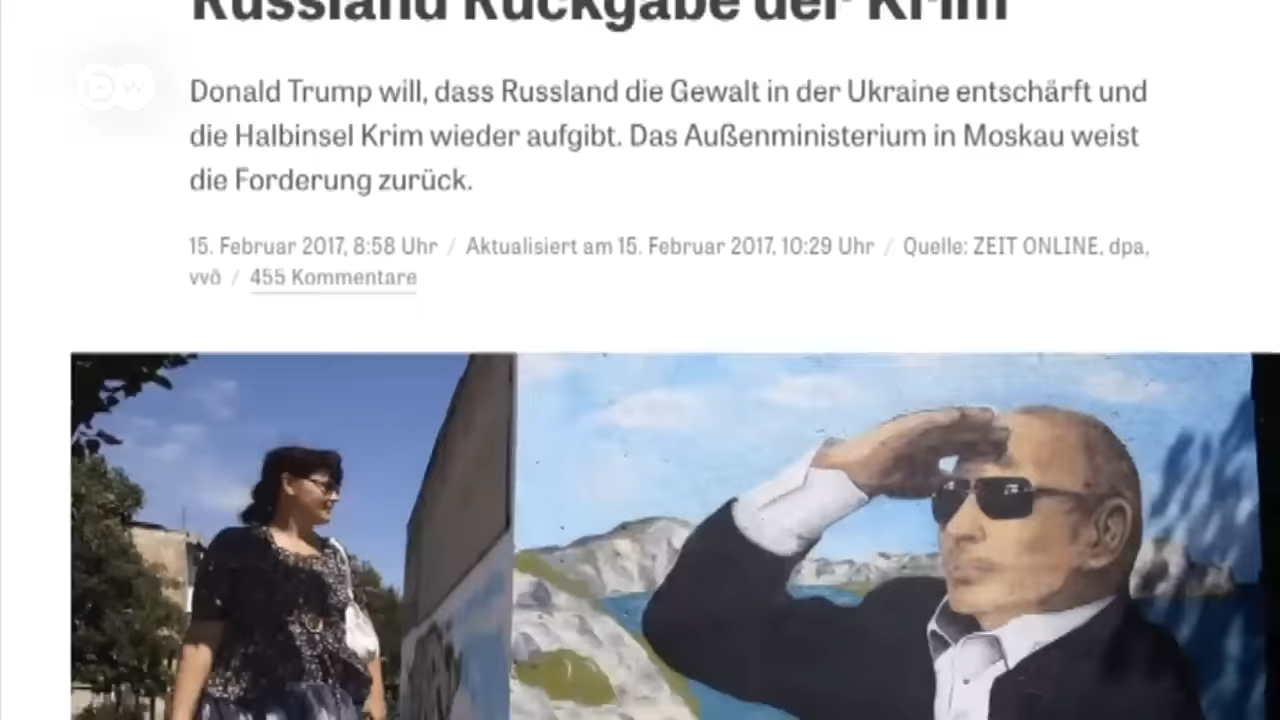 Russland Rückgabe der Krim
DW
Donald Trump will, dass Russland die Gewalt in der Ukraine entschärft und
die Halbinsel Krim wieder aufgibt. Das Außenministerium in Moskau weist
die Forderung zurück.
15. Februar 2017, 8:58 Uhr / Aktualisiert am 15. Februar 2017, 10:29 Uhr / Quelle: ZEIT ONLINE, dpa,
vvö / 455 Kommentare